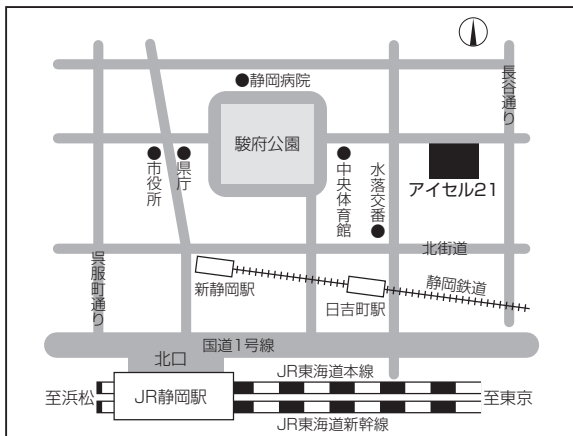 静岡病院
長谷通り
駿府公園
市役所
県庁
中央体育館
水落交番
アイセル21
北街道
呉服町通り
新静岡駅
日吉町駅
静岡鉄道
国道1号線
北口
JR東海道本線
至浜松
JR静岡駅
至東京
JR東海道新幹線